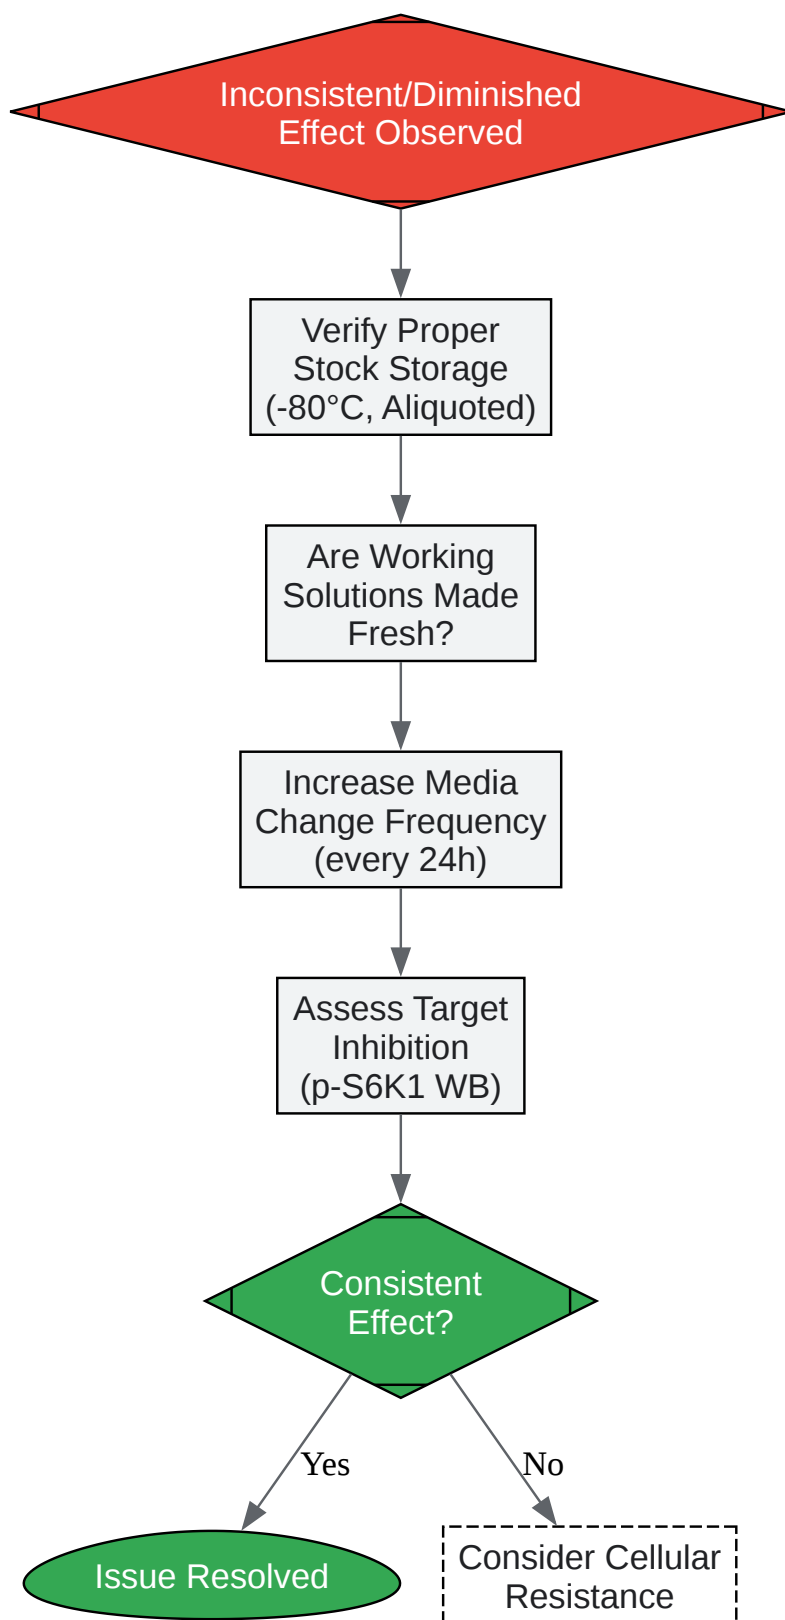 Inconsistent/Diminished
Effect Observed
Verify Proper
Stock Storage
(-80°C, Aliquoted)
Are Working
Solutions Made
Fresh?
Increase Media
Change Frequency
(every 24h)
Assess Target
Inhibition
(p-S6K1 WB)
Consistent
Effect?
Yes
No
Issue Resolved
Consider Cellular
Resistance